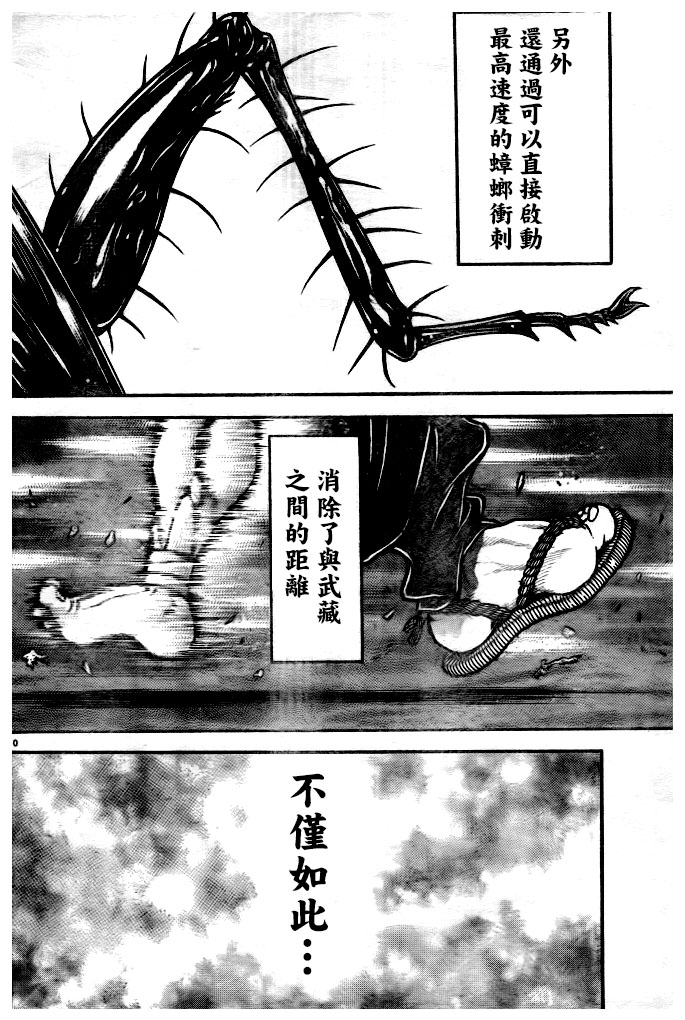 另外
還通過可以直接啟動
最高速度的蟑螂衝刺
消除了與武藏
之間的距離
0
不僅如此…